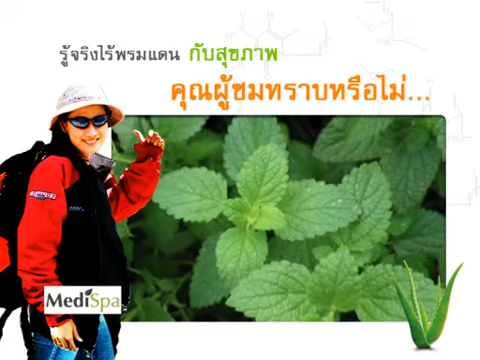 รู้จริงไร้พรมแดน กับสุขภาพ
คุณผู้ชมทราบหรือไม่...
MediSpa